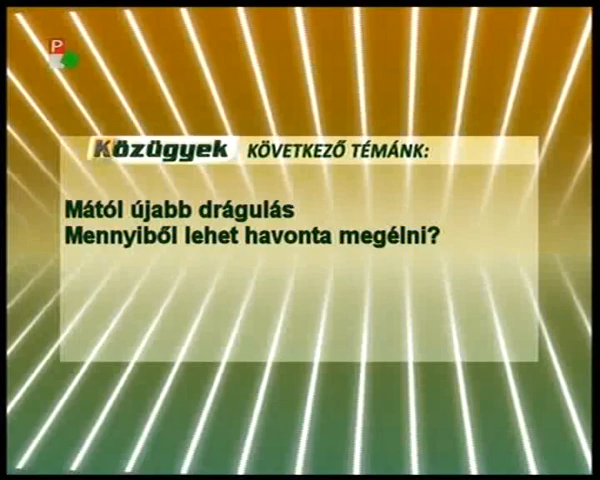 P
Közügyek KÖVETKEZŐ TÉMÁNK:
Mától újabb drágulás
Mennyiből lehet havonta megélni?